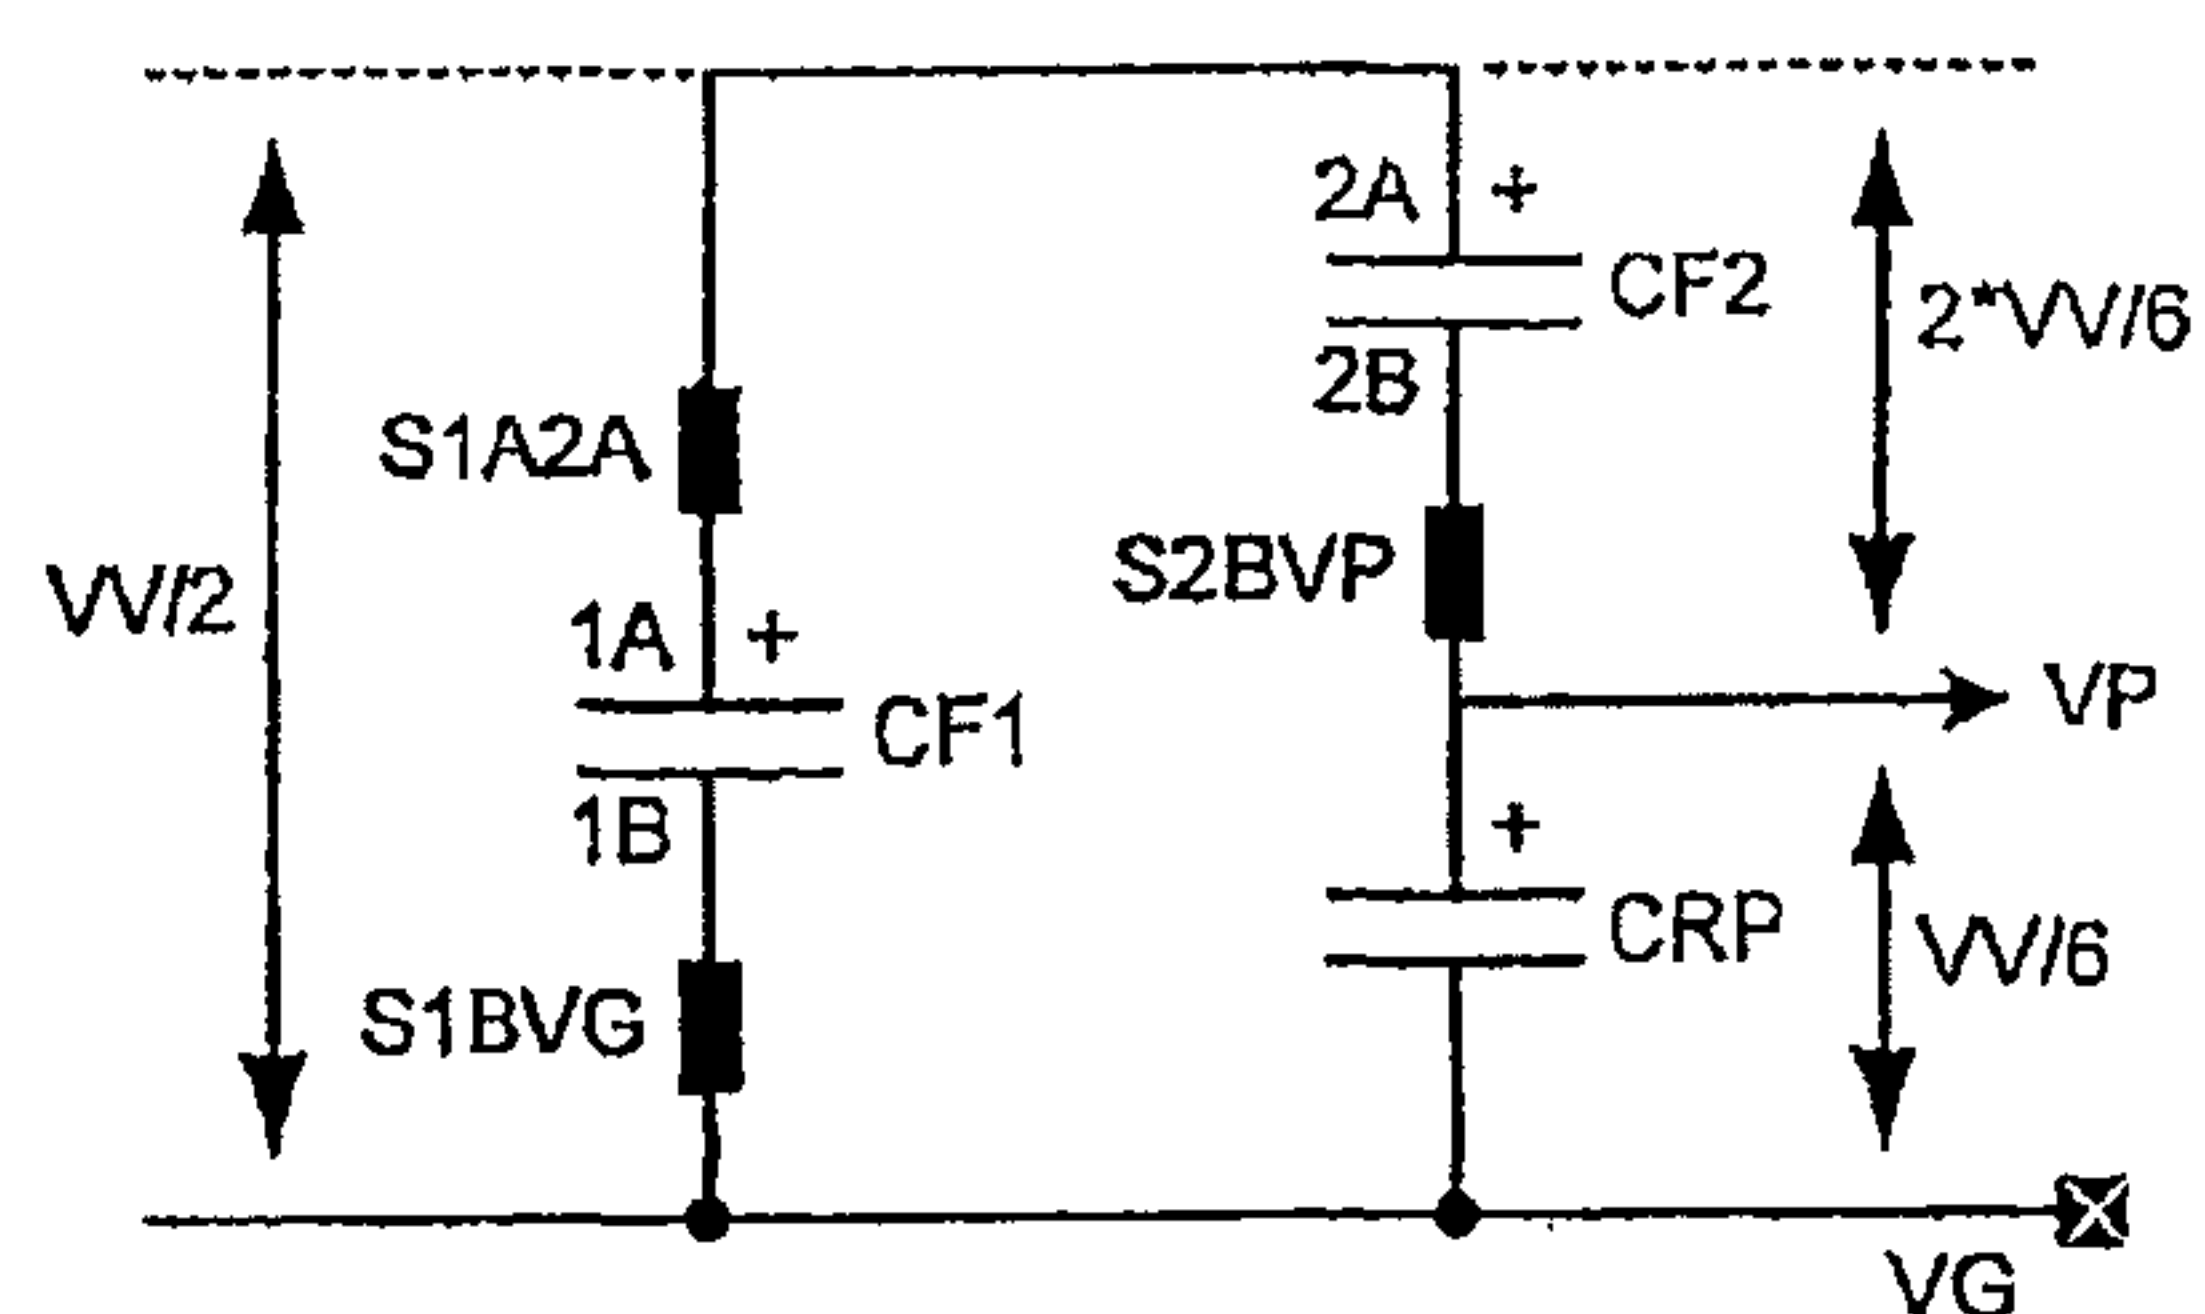 2A +
CF2
2B
2*VV/6
S1A2A
S2BVP
VV/2
1A +
CF1
1B
VP
+
CRP
VV/6
S1BVG
VG